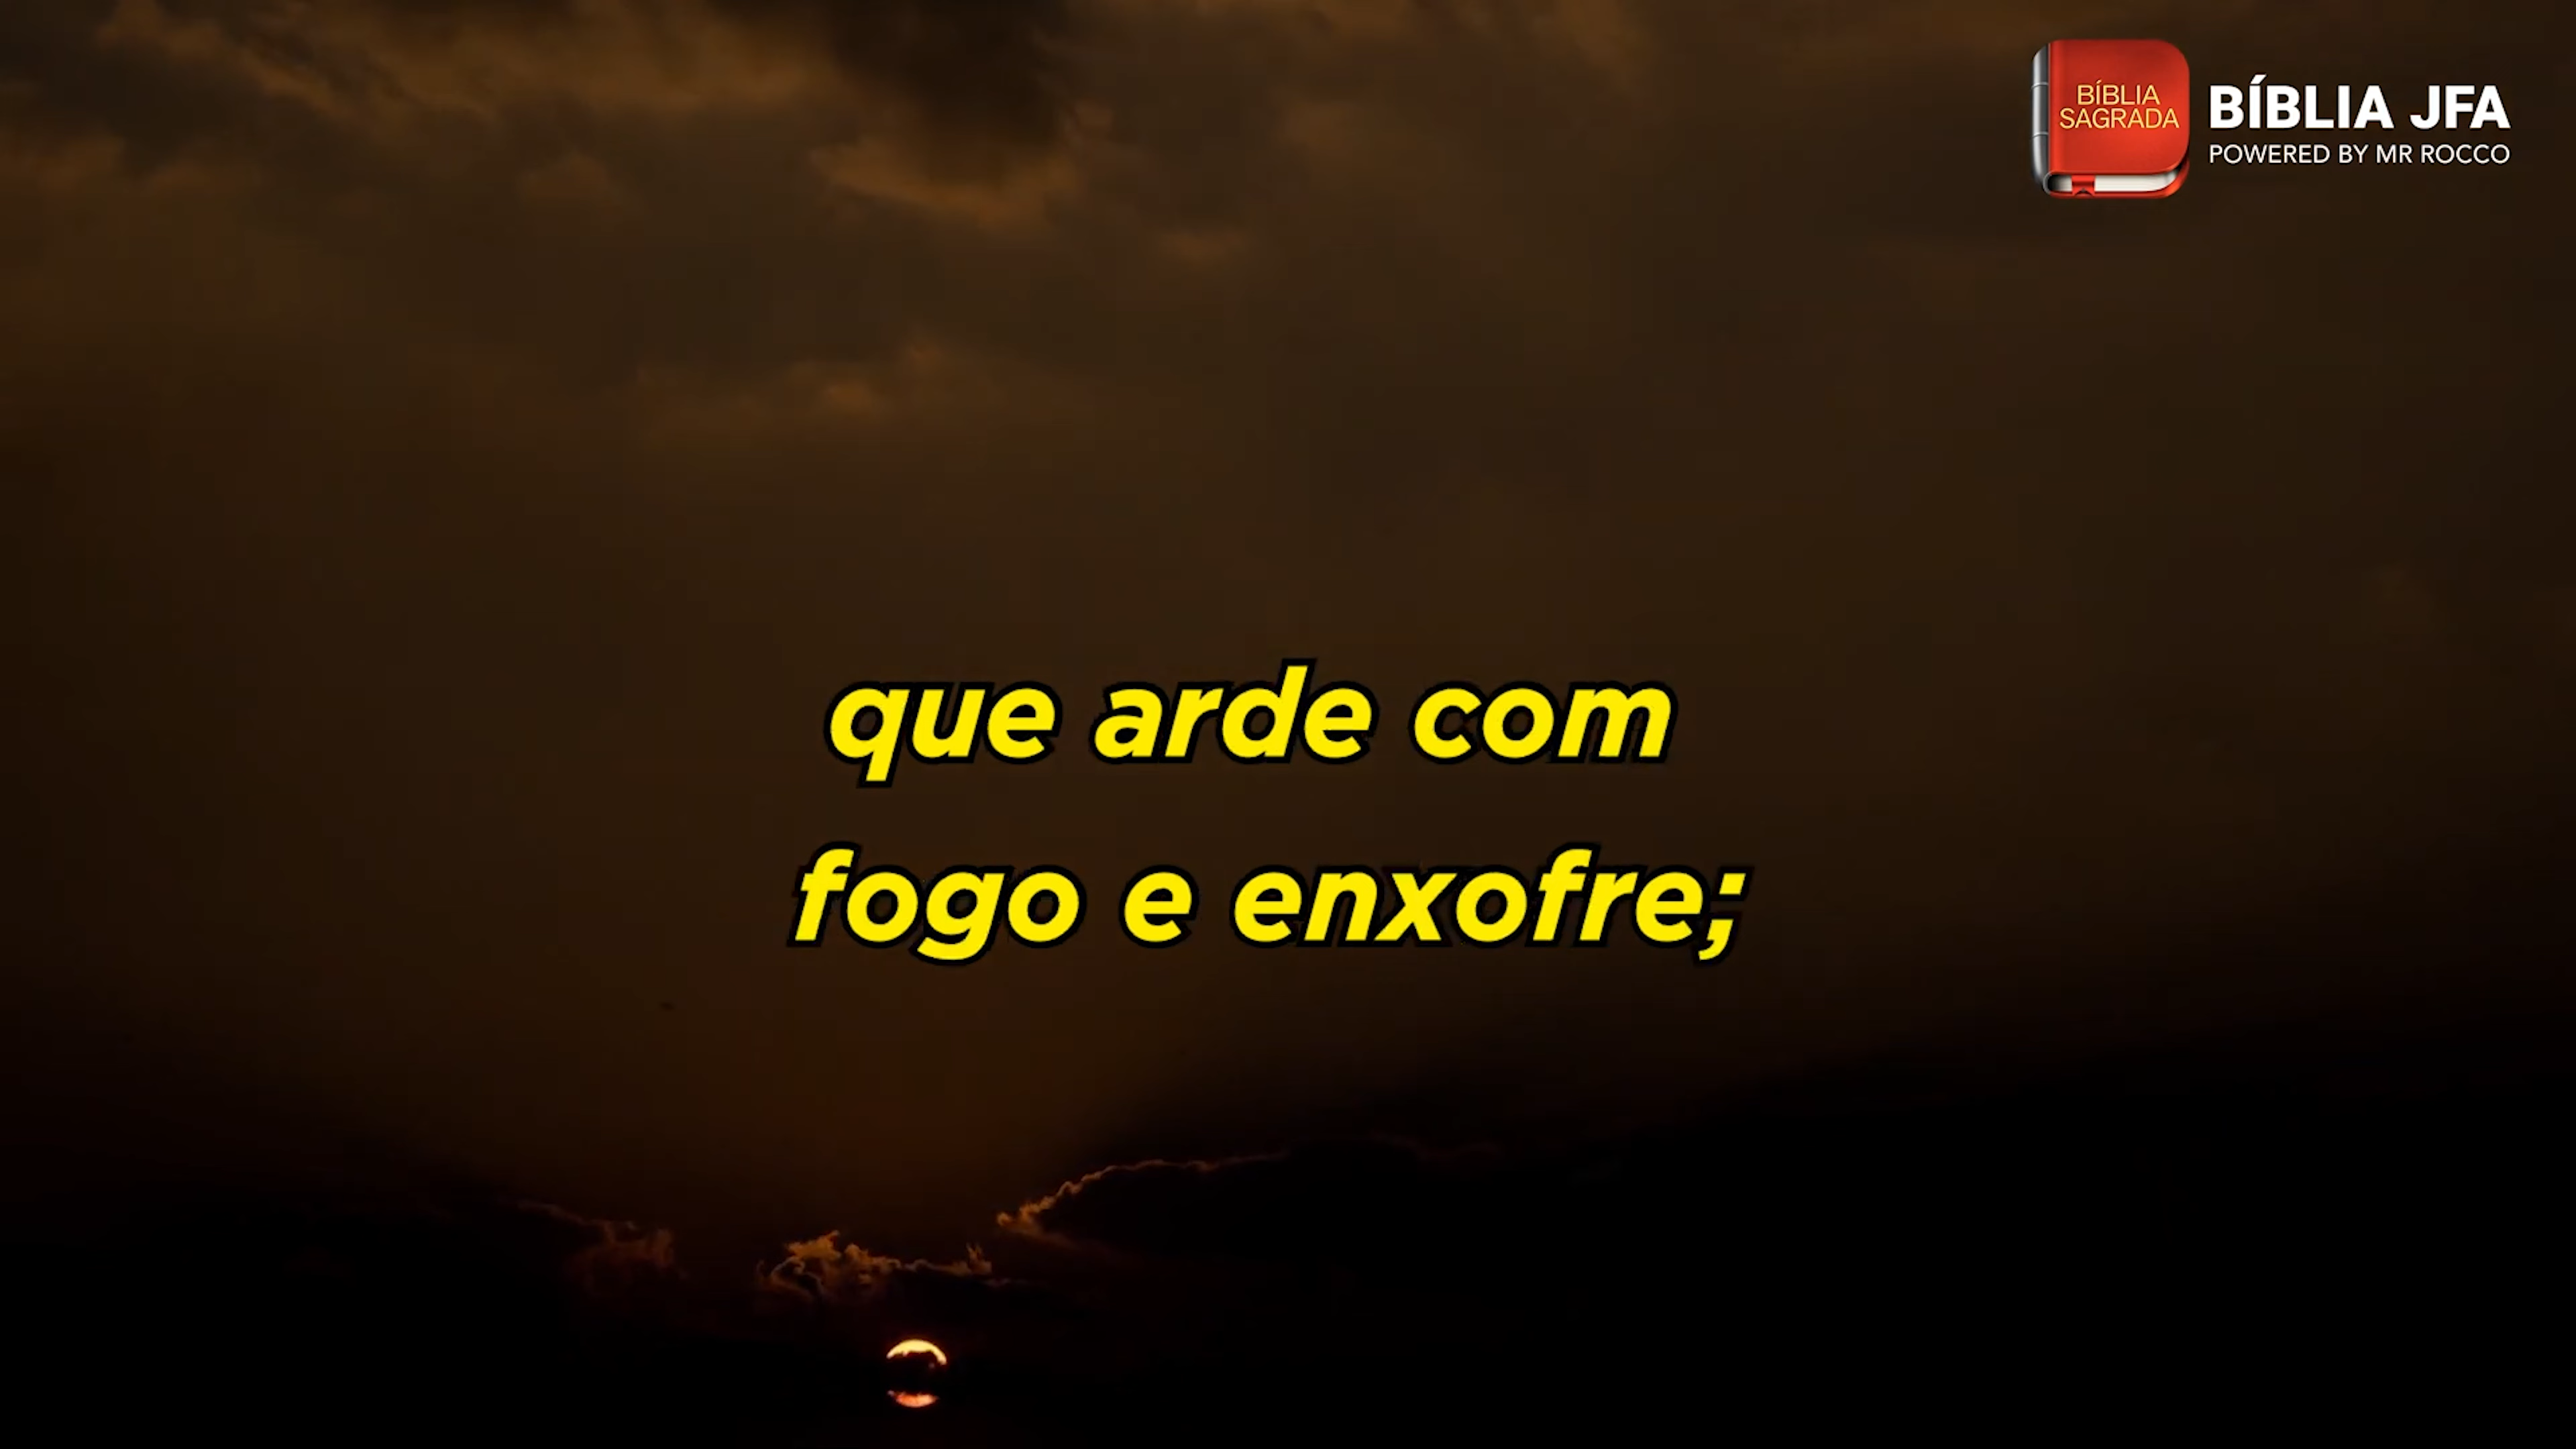 BÍBLIA
SAGRADA
BÍBLIA JFA
POWERED BY MR ROCCO
que arde com
fogo e enxofre;